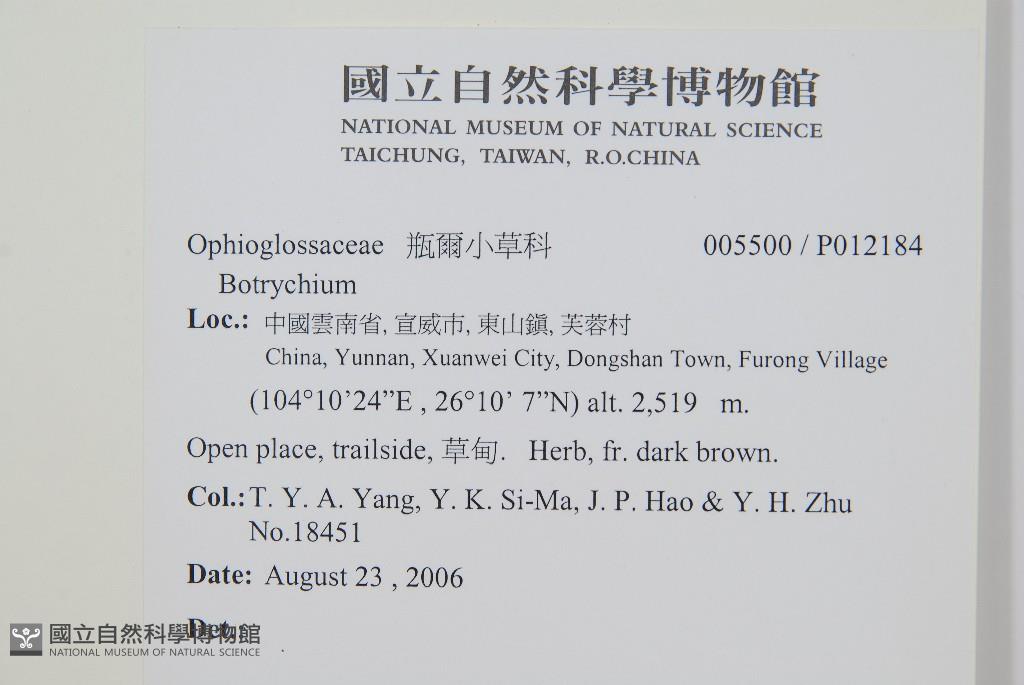 國立自然科學博物館
NATIONAL MUSEUM OF NATURAL SCIENCE
TAICHUNG, TAIWAN, R.O.CHINA
Ophioglossaceae 瓶爾小草科 005500 / P012184
Botrychium
Loc.: 中國雲南省, 宣威市, 東山鎮, 芙蓉村
China, Yunnan, Xuanwei City, Dongshan Town, Furong Village
(104°10’24”E , 26°10’ 7”N) alt. 2,519 m.
Open place, trailside, 草甸. Herb, fr. dark brown.
Col.: T. Y. A. Yang, Y. K. Si-Ma, J. P. Hao & Y. H. Zhu
No.18451
Date: August 23 , 2006
Det.:
國立自然科學博物館
NATIONAL MUSEUM OF NATURAL SCIENCE